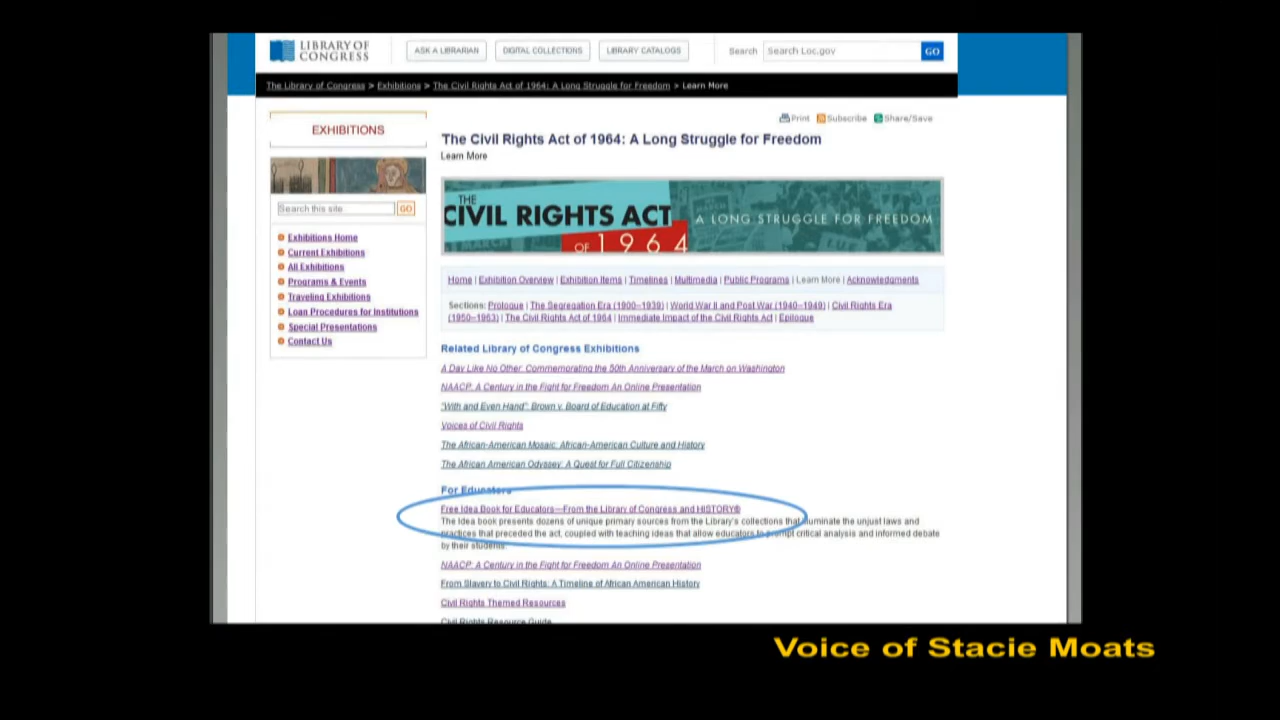 LIBRARY OF CONGRESS
ASK A LIBRARIAN
DIGITAL COLLECTIONS
LIBRARY CATALOGS
Search
Search Loc.gov
GO
The Library of Congress > Exhibitions > The Civil Rights Act of 1964: A Long Struggle for Freedom > Learn More
Print Subscribe Share/Save
EXHIBITIONS
Search this site GO
Exhibitions Home
Current Exhibitions
All Exhibitions
Programs & Events
Traveling Exhibitions
Loan Procedures for Institutions
Special Presentations
Contact Us
The Civil Rights Act of 1964: A Long Struggle for Freedom
Learn More
THE
CIVIL RIGHTS ACT
OF 1964
A LONG STRUGGLE FOR FREEDOM
Home | Exhibition Overview | Exhibition Items | Timelines | Multimedia | Public Programs | Learn More | Acknowledgments
Sections: Prologue | The Segregation Era (1900–1939) | World War II and Post War (1940–1949) | Civil Rights Era
(1950–1963) | The Civil Rights Act of 1964 | Immediate Impact of the Civil Rights Act | Epilogue
Related Library of Congress Exhibitions
A Day Like No Other: Commemorating the 50th Anniversary of the March on Washington
NAACP: A Century in the Fight for Freedom An Online Presentation
"With and Even Hand": Brown v. Board of Education at Fifty
Voices of Civil Rights
The African-American Mosaic: African-American Culture and History
The African American Odyssey: A Quest for Full Citizenship
For Educators
Free Idea Book for Educators—From the Library of Congress and HISTORY®
The Idea book presents dozens of unique primary sources from the Library's collections that illuminate the unjust laws and
practices that preceded the act, coupled with teaching ideas that allow educators to prompt critical analysis and informed debate
by their students.
NAACP: A Century in the Fight for Freedom An Online Presentation
From Slavery to Civil Rights: A Timeline of African American History
Civil Rights Themed Resources
Civil Rights Resource Guide
Voice of Stacie Moats